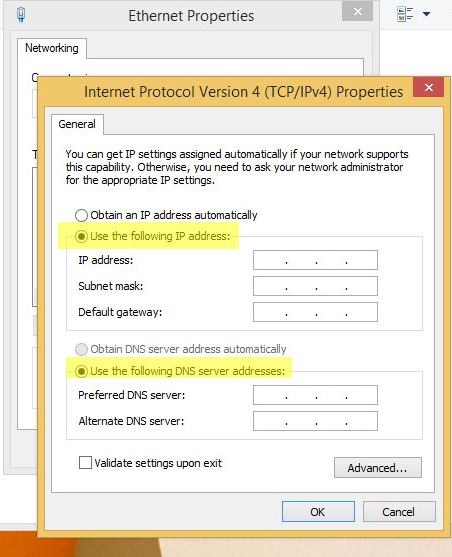 Ethernet Properties
Networking
Internet Protocol Version 4 (TCP/IPv4) Properties
General
You can get IP settings assigned automatically if your network supports
this capability. Otherwise, you need to ask your network administrator
for the appropriate IP settings.
Obtain an IP address automatically
Use the following IP address:
IP address:
Subnet mask:
Default gateway:
Obtain DNS server address automatically
Use the following DNS server addresses:
Preferred DNS server:
Alternate DNS server:
Validate settings upon exit
Advanced...
OK
Cancel